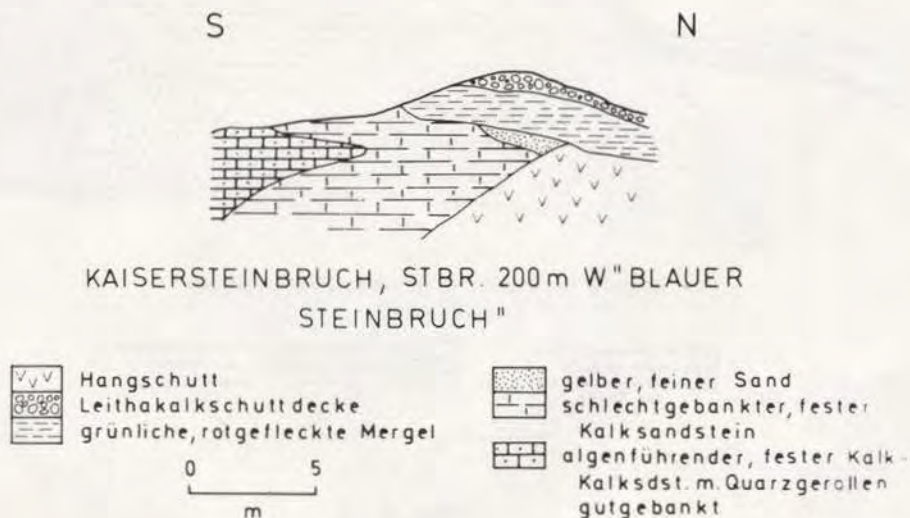 S N
KAISERSTEINBRUCH, STBR. 200m W "BLAUER
STEINBRUCH"
Hangschutt
Leithakalkschuttdecke
grünliche, rotgefleckte Mergel
0 5
m
gelber, feiner Sand
schlechtgebankter, fester
Kalksandstein
algenführender, fester Kalk-
Kalksdst. m. Quarzgerollen
gutgebankt